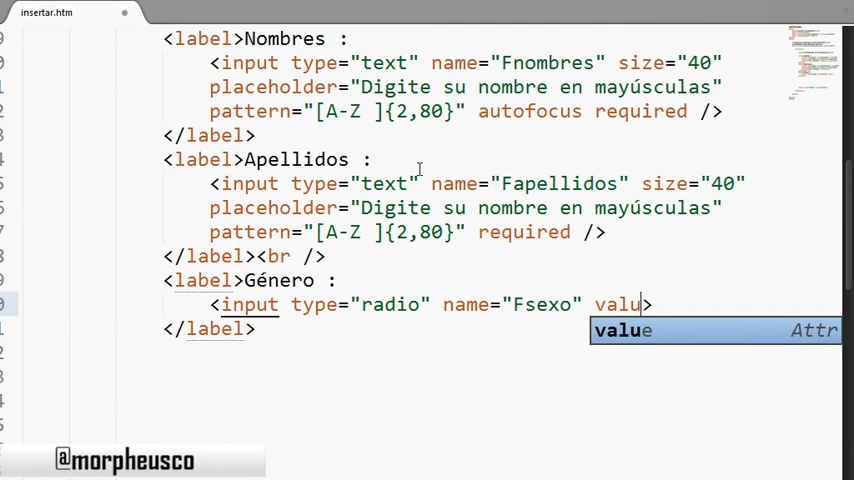 insertar.htm
<label>Nombres :
<input type="text" name="Fnombres" size="40"
placeholder="Digite su nombre en mayúsculas"
pattern="[A-Z ]{2,80}" autofocus required />
</label>
<label>Apellidos :
<input type="text" name="Fapellidos" size="40"
placeholder="Digite su nombre en mayúsculas"
pattern="[A-Z ]{2,80}" required />
</label><br />
<label>Género :
<input type="radio" name="Fsexo" valu>
value Attr
</label>
@morpheusco